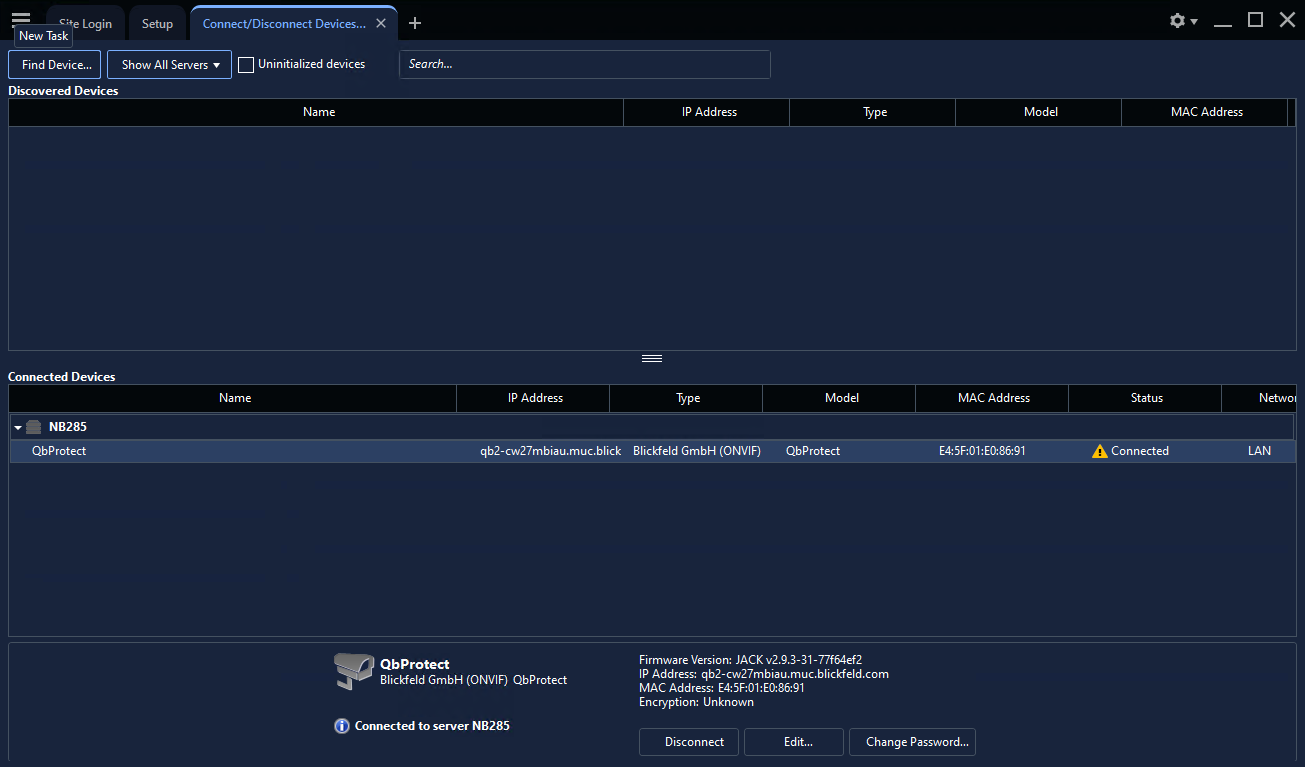 Site Login Setup Connect/Disconnect Devices...
New Task
Find Device... Show All Servers Uninitialized devices Search...
Discovered Devices
Name IP Address Type Model MAC Address
Connected Devices
Name IP Address Type Model MAC Address Status Networ
NB285
QbProtect qb2-cw27mbiau.muc.blick Blickfeld GmbH (ONVIF) QbProtect E4:5F:01:E0:86:91 Connected LAN
QbProtect
Blickfeld GmbH (ONVIF) QbProtect
Connected to server NB285
Firmware Version: JACK v2.9.3-31-77f64ef2
IP Address: qb2-cw27mbiau.muc.blickfeld.com
MAC Address: E4:5F:01:E0:86:91
Encryption: Unknown
Disconnect Edit... Change Password...